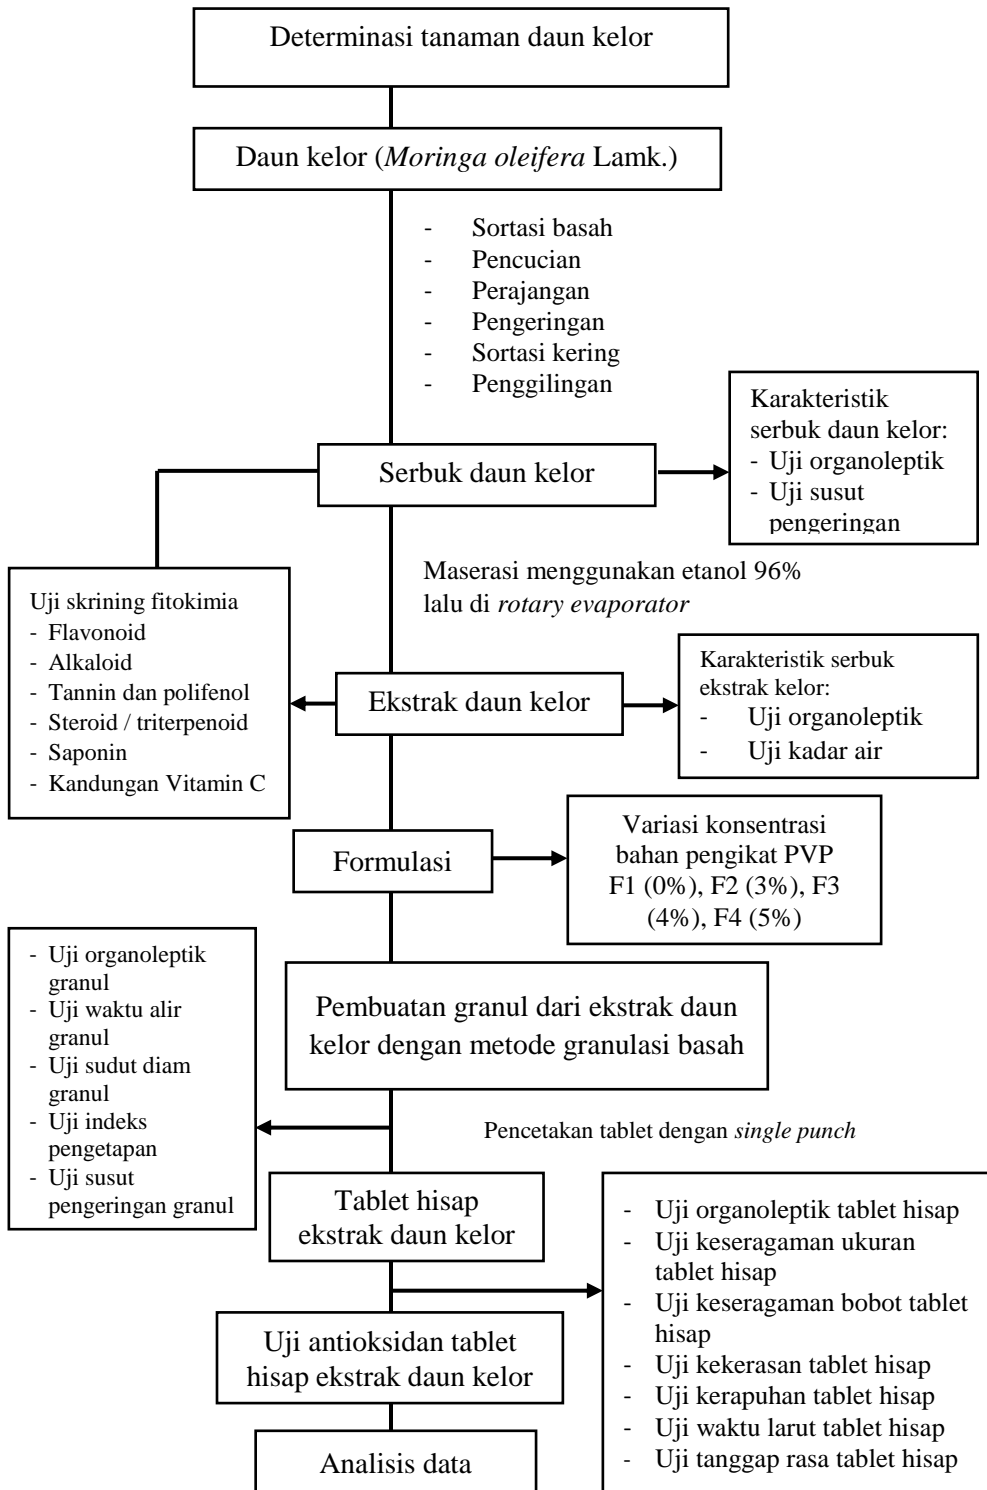 Determinasi tanaman daun kelor
Daun kelor (Moringa oleifera Lamk.)
- Sortasi basah
- Pencucian
- Perajangan
- Pengeringan
- Sortasi kering
- Penggilingan
Karakteristik
serbuk daun kelor:
- Uji organoleptik
- Uji susut
pengeringan
Serbuk daun kelor
Maserasi menggunakan etanol 96%
lalu di rotary evaporator
Uji skrining fitokimia
- Flavonoid
- Alkaloid
- Tannin dan polifenol
- Steroid / triterpenoid
- Saponin
- Kandungan Vitamin C
Ekstrak daun kelor
Karakteristik serbuk
ekstrak kelor:
- Uji organoleptik
- Uji kadar air
Formulasi
Variasi konsentrasi
bahan pengikat PVP
F1 (0%), F2 (3%), F3
(4%), F4 (5%)
- Uji organoleptik
granul
- Uji waktu alir
granul
- Uji sudut diam
granul
- Uji indeks
pengetapan
- Uji susut
pengeringan granul
Pembuatan granul dari ekstrak daun
kelor dengan metode granulasi basah
Pencetakan tablet dengan single punch
Tablet hisap
ekstrak daun kelor
- Uji organoleptik tablet hisap
- Uji keseragaman ukuran
tablet hisap
- Uji keseragaman bobot tablet
hisap
- Uji kekerasan tablet hisap
- Uji kerapuhan tablet hisap
- Uji waktu larut tablet hisap
- Uji tanggap rasa tablet hisap
Uji antioksidan tablet
hisap ekstrak daun kelor
Analisis data